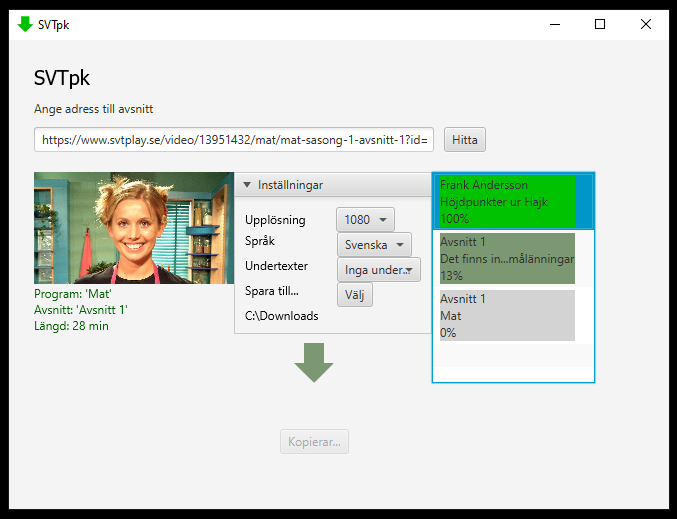 SVTpk
SVTpk
Ange adress till avsnitt
https://www.svtplay.se/video/13951432/mat/mat-sasong-1-avsnitt-1?id=
Hitta
Program: 'Mat'
Avsnitt: 'Avsnitt 1'
Längd: 28 min
Inställningar
Upplösning 1080
Språk Svenska
Undertexter Inga under...
Spara till... Välj
C:\Downloads
Frank Andersson
Höjdpunkter ur Hajk
100%
Avsnitt 1
Det finns in...målänningar
13%
Avsnitt 1
Mat
0%
Kopierar...